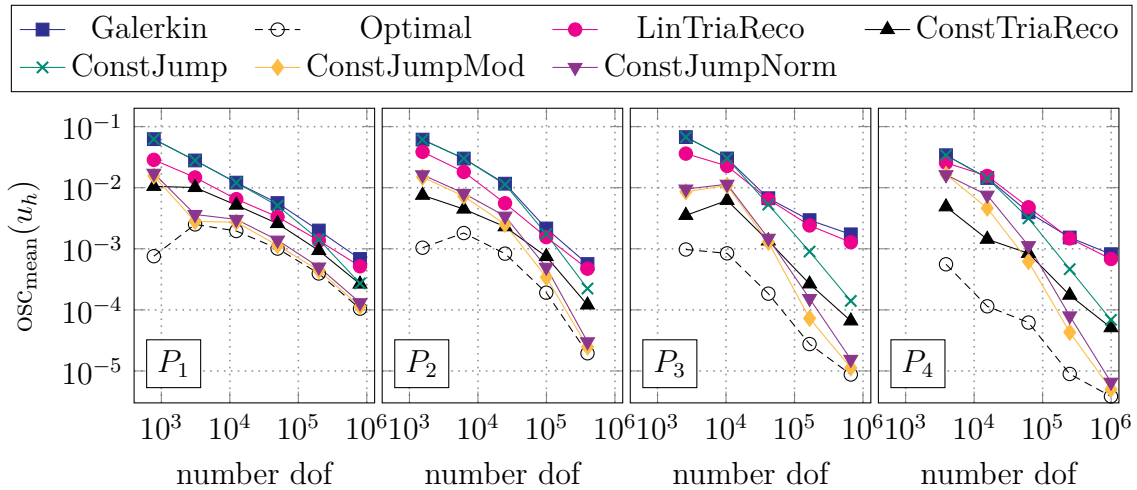 Galerkin Optimal LinTriaReco ConstTriaReco
ConstJump ConstJumpMod ConstJumpNorm
osc_mean(u_h)
10^−1
10^−2
10^−3
10^−4
10^−5
P_1 P_2 P_3 P_4
10^3 10^4 10^5 10^6 10^3 10^4 10^5 10^6 10^3 10^4 10^5 10^6 10^3 10^4 10^5 10^6
number dof number dof number dof number dof